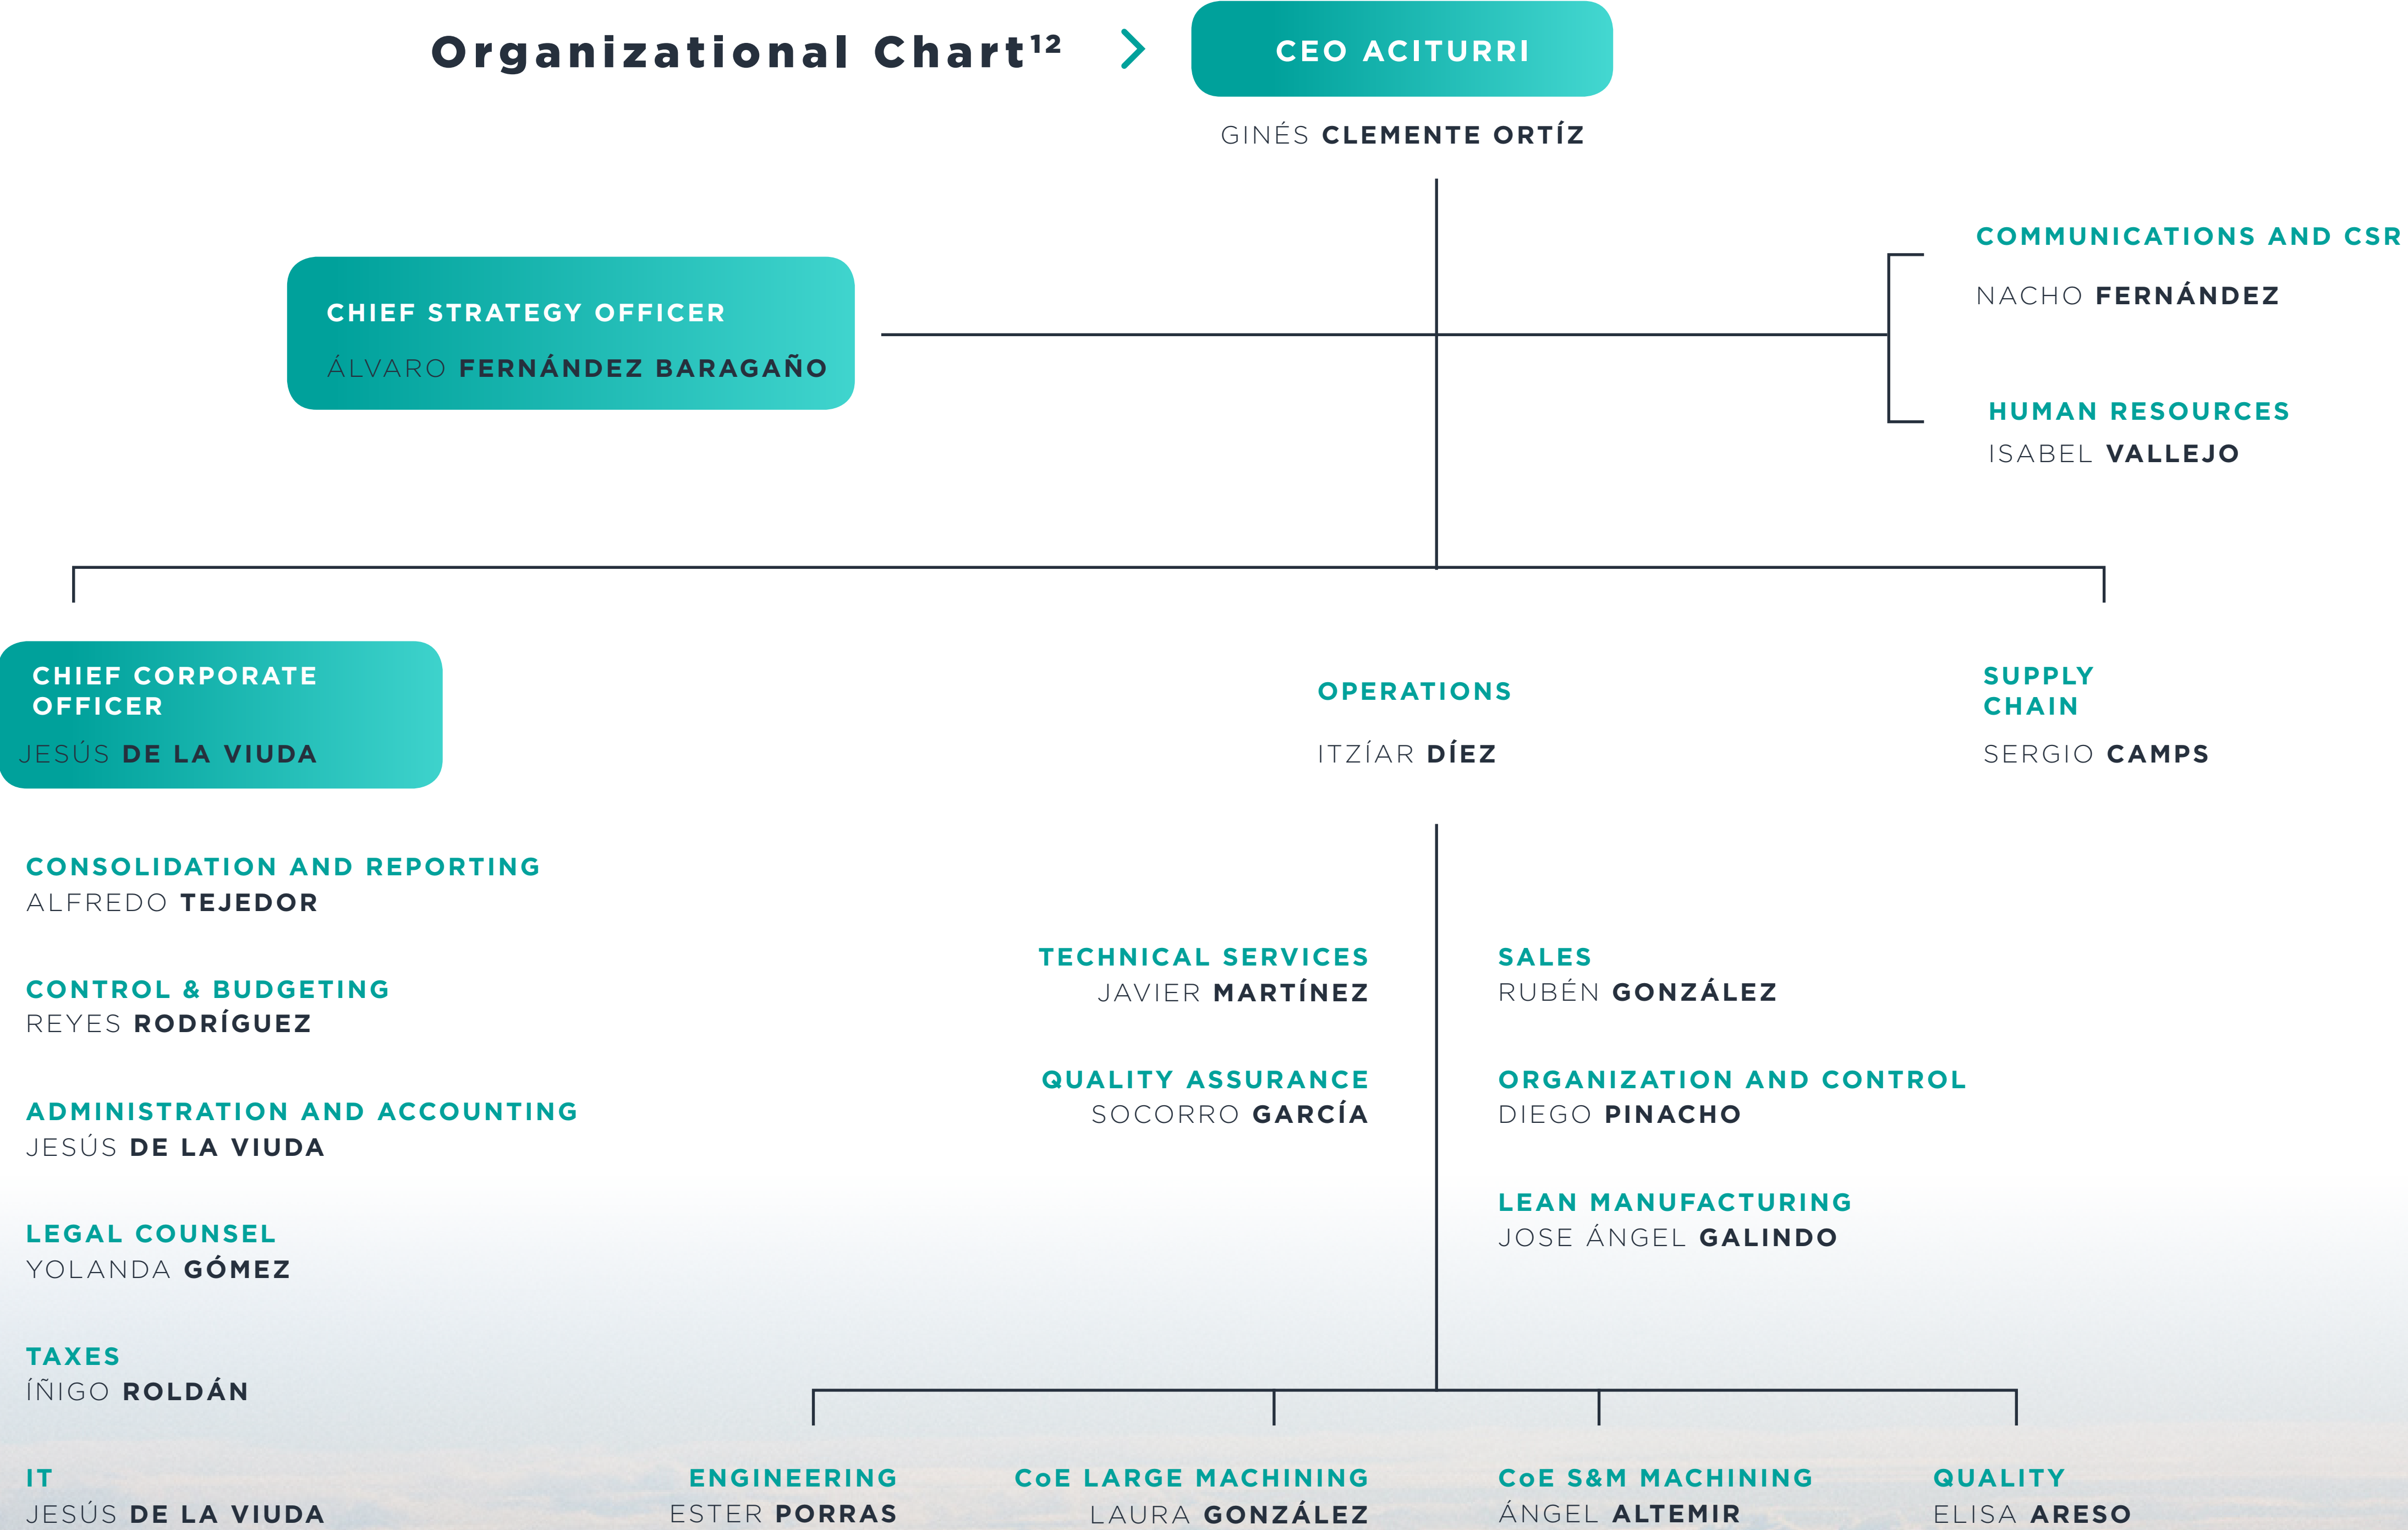 Organizational Chart¹²
CEO ACITURRI
GINÉS CLEMENTE ORTÍZ
CHIEF STRATEGY OFFICER
ÁLVARO FERNÁNDEZ BARAGAÑO
COMMUNICATIONS AND CSR
NACHO FERNÁNDEZ
HUMAN RESOURCES
ISABEL VALLEJO
CHIEF CORPORATE
OFFICER
JESÚS DE LA VIUDA
OPERATIONS
ITZÍAR DÍEZ
SUPPLY
CHAIN
SERGIO CAMPS
CONSOLIDATION AND REPORTING
ALFREDO TEJEDOR
CONTROL & BUDGETING
REYES RODRÍGUEZ
ADMINISTRATION AND ACCOUNTING
JESÚS DE LA VIUDA
LEGAL COUNSEL
YOLANDA GÓMEZ
TAXES
ÍÑIGO ROLDÁN
IT
JESÚS DE LA VIUDA
TECHNICAL SERVICES
JAVIER MARTÍNEZ
QUALITY ASSURANCE
SOCORRO GARCÍA
SALES
RUBÉN GONZÁLEZ
ORGANIZATION AND CONTROL
DIEGO PINACHO
LEAN MANUFACTURING
JOSE ÁNGEL GALINDO
ENGINEERING
ESTER PORRAS
CoE LARGE MACHINING
LAURA GONZÁLEZ
CoE S&M MACHINING
ÁNGEL ALTEMIR
QUALITY
ELISA ARESO